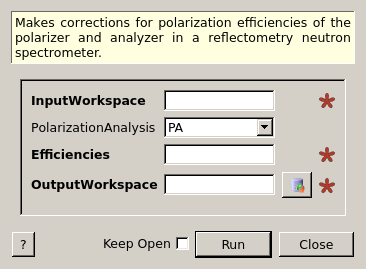 Makes corrections for polarization efficiencies of the
polarizer and analyzer in a reflectometry neutron
spectrometer.
InputWorkspace
PolarizationAnalysis PA
Efficiencies
OutputWorkspace
? Keep Open Run Close